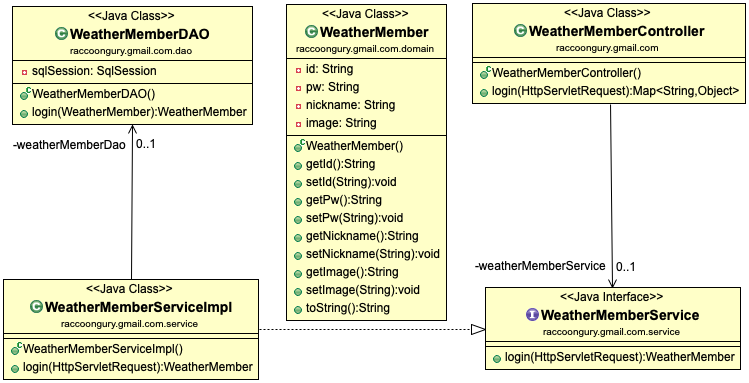 <<Java Class>>
WeatherMemberDAO
raccoongury.gmail.com.dao
sqlSession: SqlSession
WeatherMemberDAO()
login(WeatherMember):WeatherMember
<<Java Class>>
WeatherMember
raccoongury.gmail.com.domain
id: String
pw: String
nickname: String
image: String
WeatherMember()
getId():String
setId(String):void
getPw():String
setPw(String):void
getNickname():String
setNickname(String):void
getImage():String
setImage(String):void
toString():String
<<Java Class>>
WeatherMemberController
raccoongury.gmail.com
WeatherMemberController()
login(HttpServletRequest):Map<String,Object>
-weatherMemberDao 0..1
-weatherMemberService 0..1
<<Java Class>>
WeatherMemberServiceImpl
raccoongury.gmail.com.service
WeatherMemberServiceImpl()
login(HttpServletRequest):WeatherMember
<<Java Interface>>
WeatherMemberService
raccoongury.gmail.com.service
login(HttpServletRequest):WeatherMember